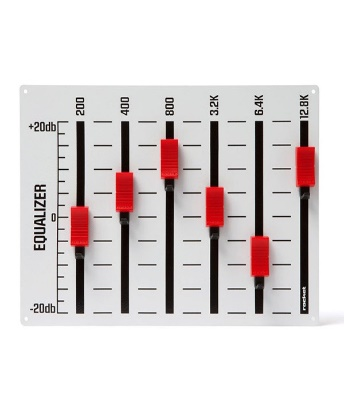 200 400 800 3.2K 6.4K 12.8K
+20db
EQUALIZER
0
-20db
rocket